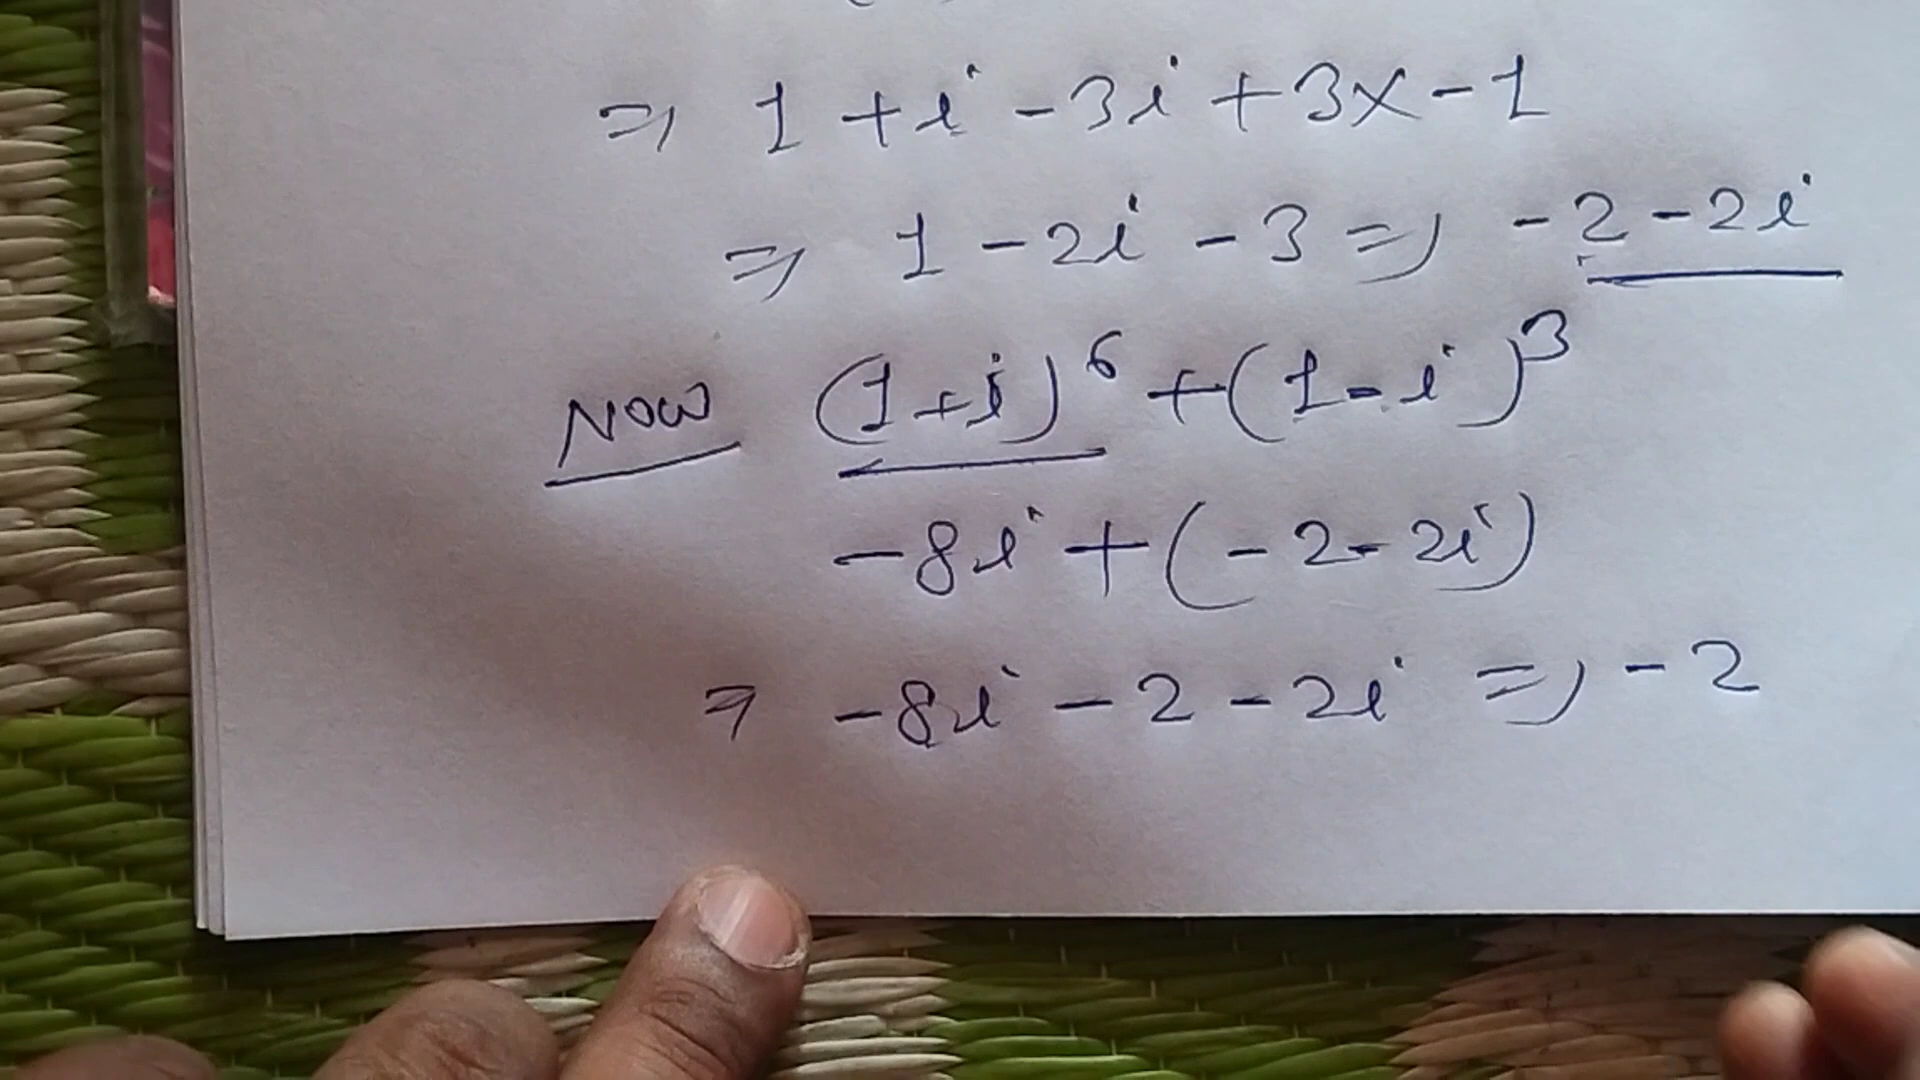 ⇒ 1 + i - 3i + 3x - 1
⇒ 1 - 2i - 3 ⇒ -2 - 2i
Now (1+i)⁶ + (1-i)³
-8i + (-2-2i)
⇒ -8i - 2 - 2i ⇒ -2